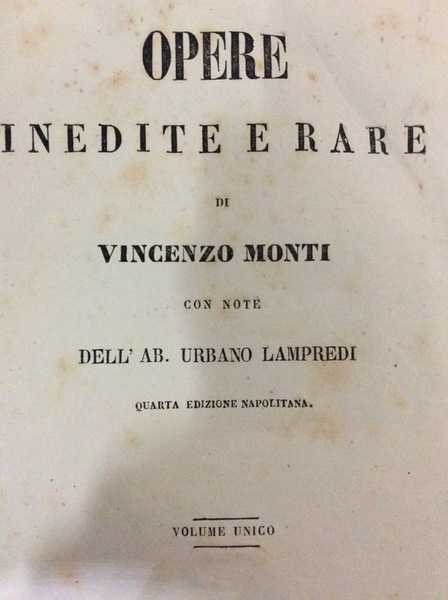 OPERE
INEDITE E RARE
DI
VINCENZO MONTI
CON NOTE
DELL' AB. URBANO LAMPREDI
QUARTA EDIZIONE NAPOLITANA.
VOLUME UNICO